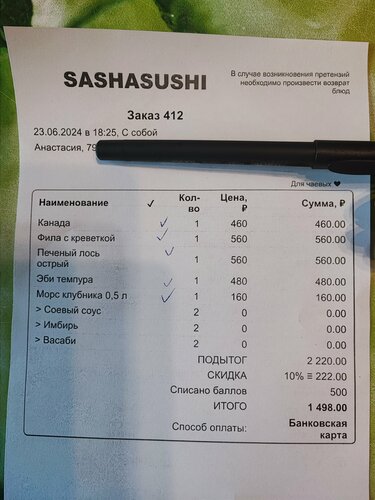 SASHASUSHI
В случае возникновения претензий
необходимо произвести возврат
блюд
Заказ 412
23.06.2024 в 18:25, С собой
Анастасия, 79
Для чаевых ♥
Наименование ✓ Кол-во Цена, ₽ Сумма, ₽
Канада ✓ 1 460 460.00
Фила с креветкой ✓ 1 560 560.00
Печеный лось
острый ✓ 1 560 560.00
Эби темпура ✓ 1 480 480.00
Морс клубника 0,5 л ✓ 1 160 160.00
> Соевый соус 2 0 0.00
> Имбирь 2 0 0.00
> Васаби 2 0 0.00
ПОДЫТОГ 2 220.00
СКИДКА 10% ≡ 222.00
Списано баллов 500
ИТОГО 1 498.00
Способ оплаты: Банковская
карта